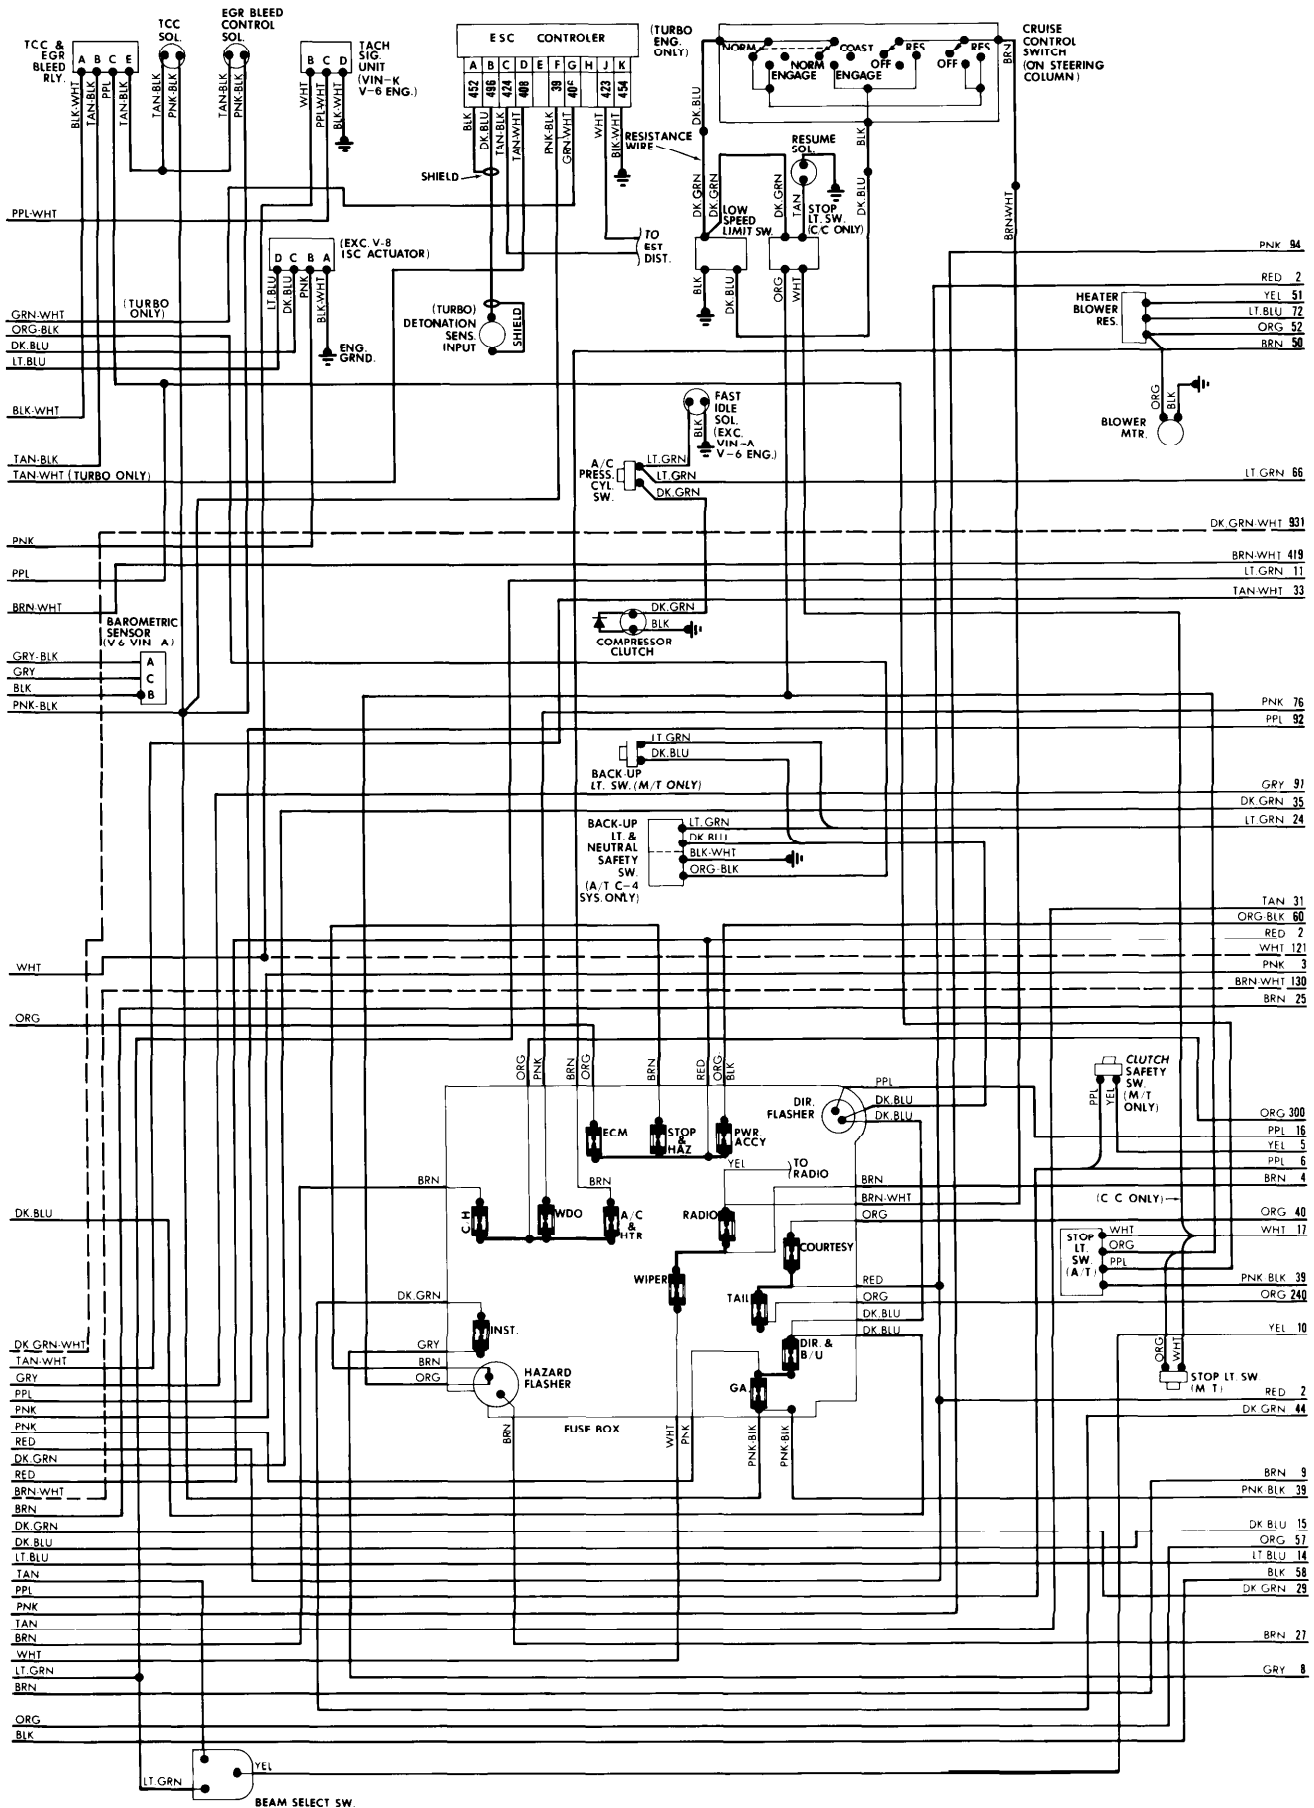 TCC &
EGR
BLEED
RLY.
A B C E
BLK-WHT
TAN-BLK
PPL
TAN-BLK
TCC
SOL.
TAN-BLK
PNK-BLK
EGR BLEED
CONTROL
SOL.
TAN-BLK
PNK-BLK
B C D
TACH
SIG.
UNIT
(VIN-K
V-6 ENG.)
WHT
PPL-WHT
BLK-WHT
ESC CONTROLER
A B C D E F G H J K
452
496
424
408
39
406
423
454
BLK
DK.BLU
TAN-BLK
TAN-WHT
PNK-BLK
GRN-WHT
WHT
BLK-WHT
SHIELD
(TURBO
ENG.
ONLY)
NORM
COAST
RES
RES
NORM
OFF
OFF
ENGAGE
ENGAGE
BRN
CRUISE
CONTROL
SWITCH
(ON STEERING
COLUMN)
DK.BLU
BLK
RESISTANCE
WIRE
RESUME
SOL.
DK.GRN
DK.GRN
DK.GRN
TAN
DK.BLU
BRN-WHT
LOW
SPEED
LIMIT SW.
STOP
LT. SW.
(C/C ONLY)
BLK
DK.BLU
ORG
WHT
TO
EST
DIST.
PPL-WHT
D C B A
(EXC. V-8
ISC ACTUATOR)
LT.BLU
DK.BLU
PNK
BLK-WHT
ENG.
GRND.
(TURBO
ONLY)
(TURBO)
DETONATION
SENS.
INPUT
SHIELD
GRN-WHT
ORG-BLK
DK.BLU
LT.BLU
BLK-WHT
TAN-BLK
TAN-WHT (TURBO ONLY)
PNK
PPL
BRN-WHT
PNK 94
RED 2
YEL 51
LT.BLU 72
ORG 52
BRN 50
HEATER
BLOWER
RES.
ORG
BLK
BLOWER
MTR.
FAST
IDLE
SOL.
(EXC.
VIN-A
V-6 ENG.)
BLK
A/C
PRESS.
CYL.
SW.
LT.GRN
LT.GRN
DK.GRN
LT GRN 66
DK.GRN-WHT 931
BRN-WHT 419
LT.GRN 11
TAN-WHT 33
DK.GRN
BLK
COMPRESSOR
CLUTCH
BAROMETRIC
SENSOR
(V6 VIN A)
A
C
B
GRY-BLK
GRY
BLK
PNK-BLK
PNK 76
PPL 92
LT GRN
DK.BLU
BACK-UP
LT. SW. (M/T ONLY)
GRY 91
DK.GRN 35
LT.GRN 24
BACK-UP
LT. &
NEUTRAL
SAFETY
SW.
(A/T C-4
SYS. ONLY)
LT. GRN
DK BLU
BLK-WHT
ORG-BLK
TAN 31
ORG-BLK 60
RED 2
WHT 121
PNK 3
BRN-WHT 130
BRN 25
WHT
ORG
ORG
PNK
BRN
ORG
BRN
RED
ORG
BLK
DIR.
FLASHER
PPL
DK.BLU
DK.BLU
ECM
STOP
&
HAZ
PWR.
ACCY
YEL
TO
RADIO
CLUTCH
SAFETY
SW.
(M/T
ONLY)
PPL
YEL
ORG 300
PPL 16
YEL 5
PPL 6
BRN 4
ORG 40
WHT 17
PNK BLK 39
ORG 240
YEL 10
BRN
BRN
BRN
BRN-WHT
ORG
C H
WDO
A/C
&
HTR
RADIO
COURTESY
WIPER
TAIL
RED
ORG
DK.BLU
DK.BLU
(C C ONLY)
STOP
LT.
SW.
(A/T)
WHT
ORG
PPL
DK.BLU
DK.GRN
INST.
GRY
BRN
ORG
HAZARD
FLASHER
DIR. &
B/U
GA.
FUSE BOX
BRN
WHT
PNK
PNK-BLK
PNK-BLK
ORG
WHT
STOP LT. SW.
(M T)
RED 2
DK GRN 44
BRN 9
PNK BLK 39
DK BLU 15
ORG 57
LT BLU 14
BLK 58
DK GRN 29
BRN 27
GRY 8
DK GRN-WHT
TAN-WHT
GRY
PPL
PNK
PNK
RED
DK.GRN
RED
BRN-WHT
BRN
DK.GRN
DK.BLU
LT.BLU
TAN
PPL
PNK
TAN
BRN
WHT
LT.GRN
BRN
ORG
BLK
YEL
LT.GRN
BEAM SELECT SW.